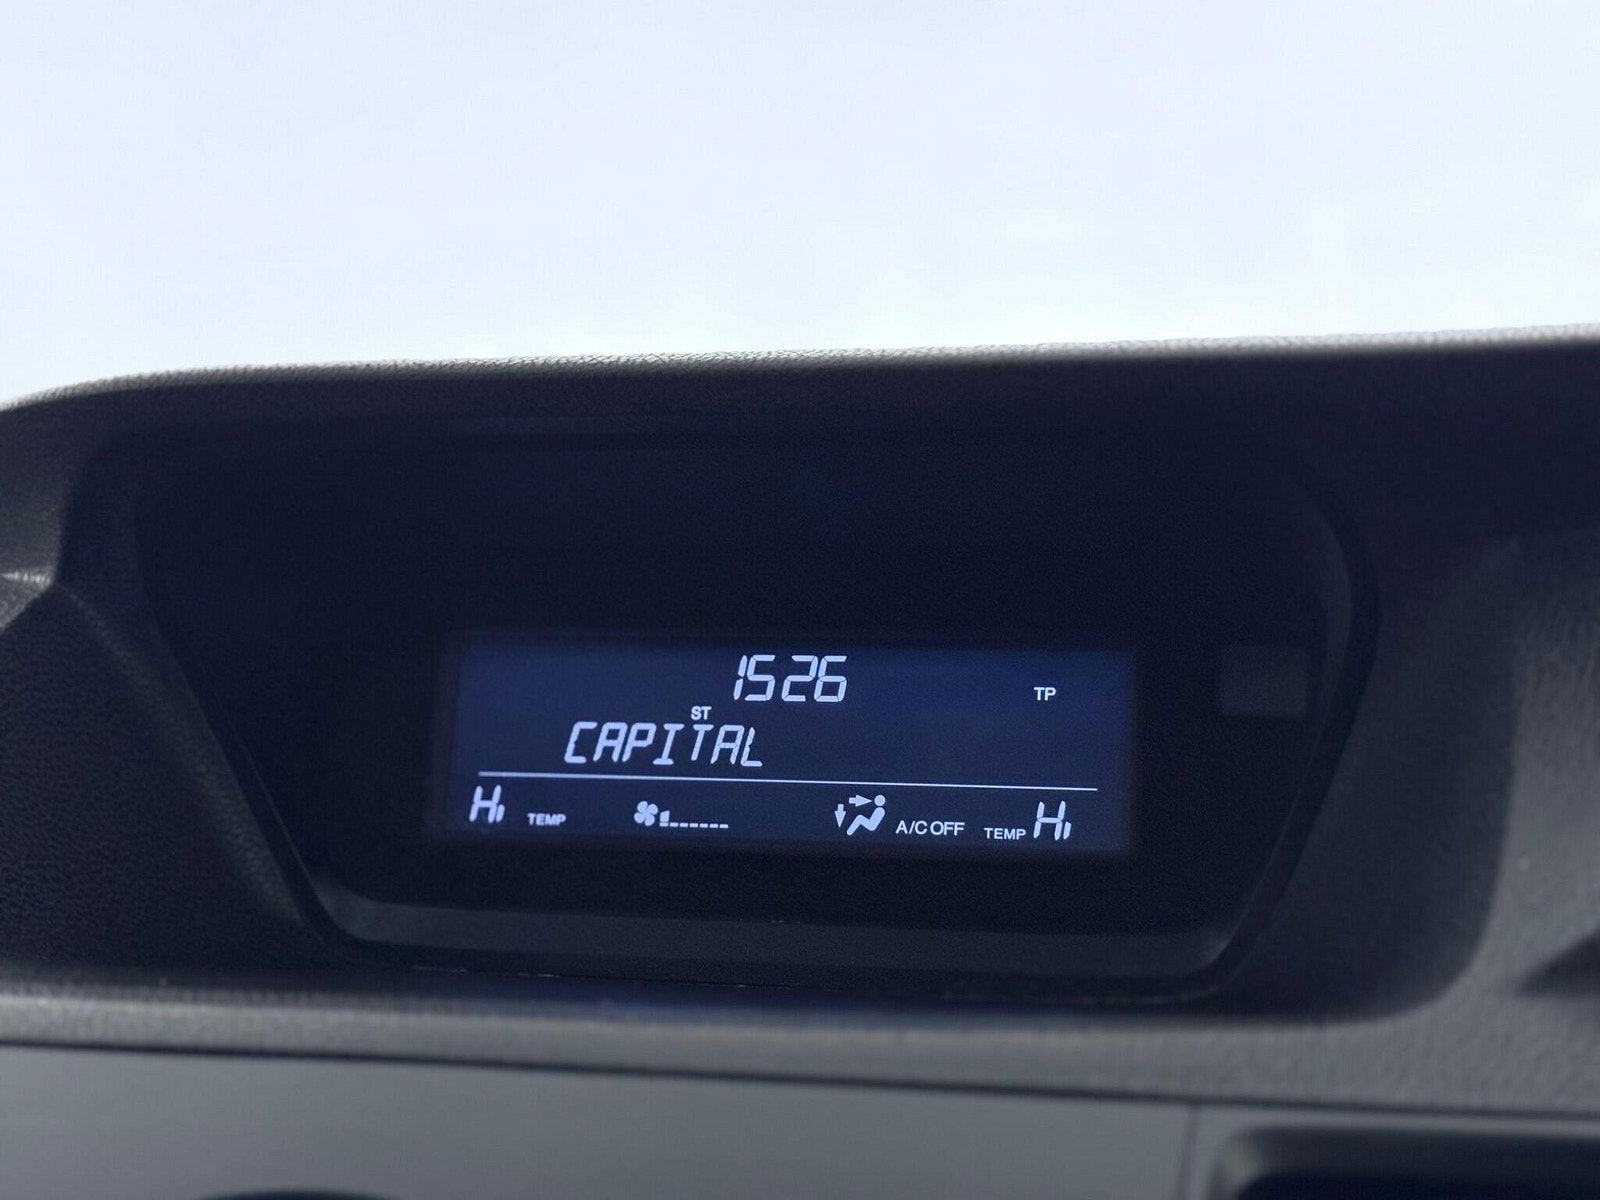 1526 TP
ST
CAPITAL
Hi TEMP A/C OFF TEMP Hi